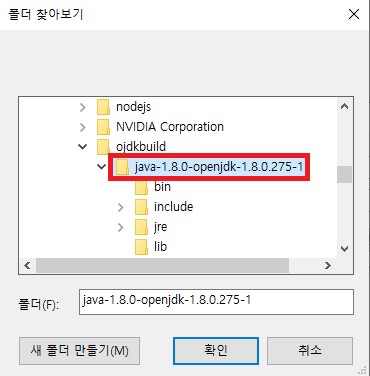 폴더 찾아보기
nodejs
NVIDIA Corporation
ojdkbuild
java-1.8.0-openjdk-1.8.0.275-1
bin
include
jre
lib
폴더(F):
java-1.8.0-openjdk-1.8.0.275-1
새 폴더 만들기(M)
확인
취소